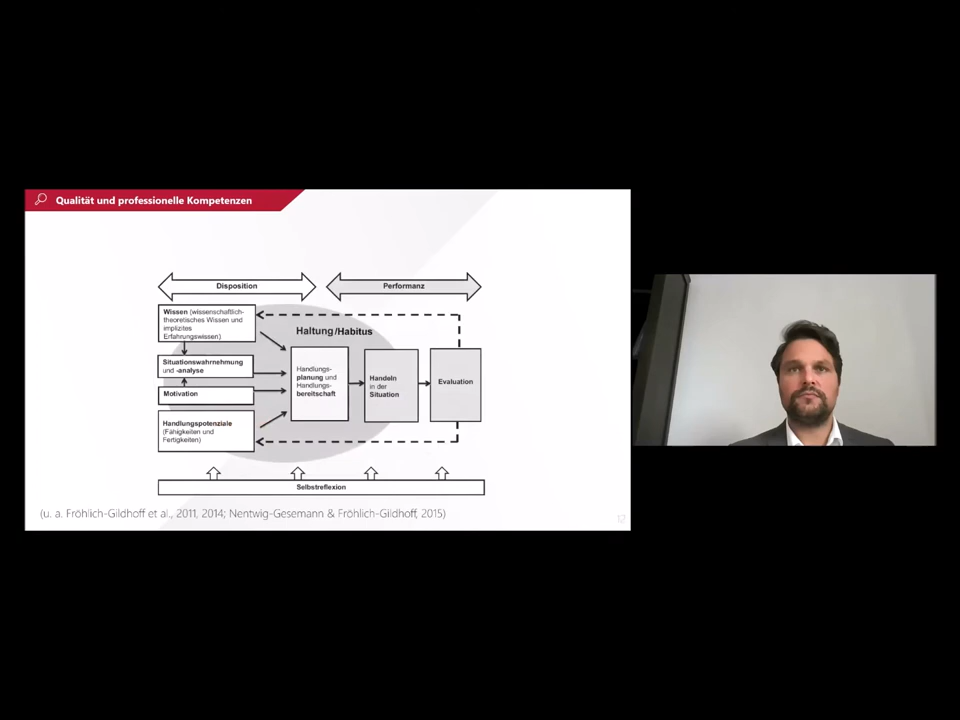 Qualität und professionelle Kompetenzen
Disposition
Performanz
Wissen (wissenschaftlich-
theoretisches Wissen und
implizites
Erfahrungswissen)
Haltung/Habitus
Situationswahrnehmung
und -analyse
Motivation
Handlungspotenziale
(Fähigkeiten und
Fertigkeiten)
Handlungs-
planung und
Handlungs-
bereitschaft
Handeln
in der
Situation
Evaluation
Selbstreflexion
(u. a. Fröhlich-Gildhoff et al., 2011, 2014; Nentwig-Gesemann & Fröhlich-Gildhoff, 2015)
12